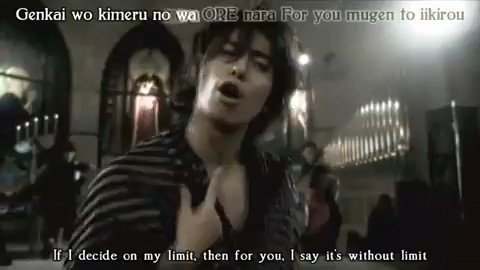 Genkai wo kimeru no wa ORE nara For you mugen to iikirou
If I decide on my limit, then for you, I say it's without limit